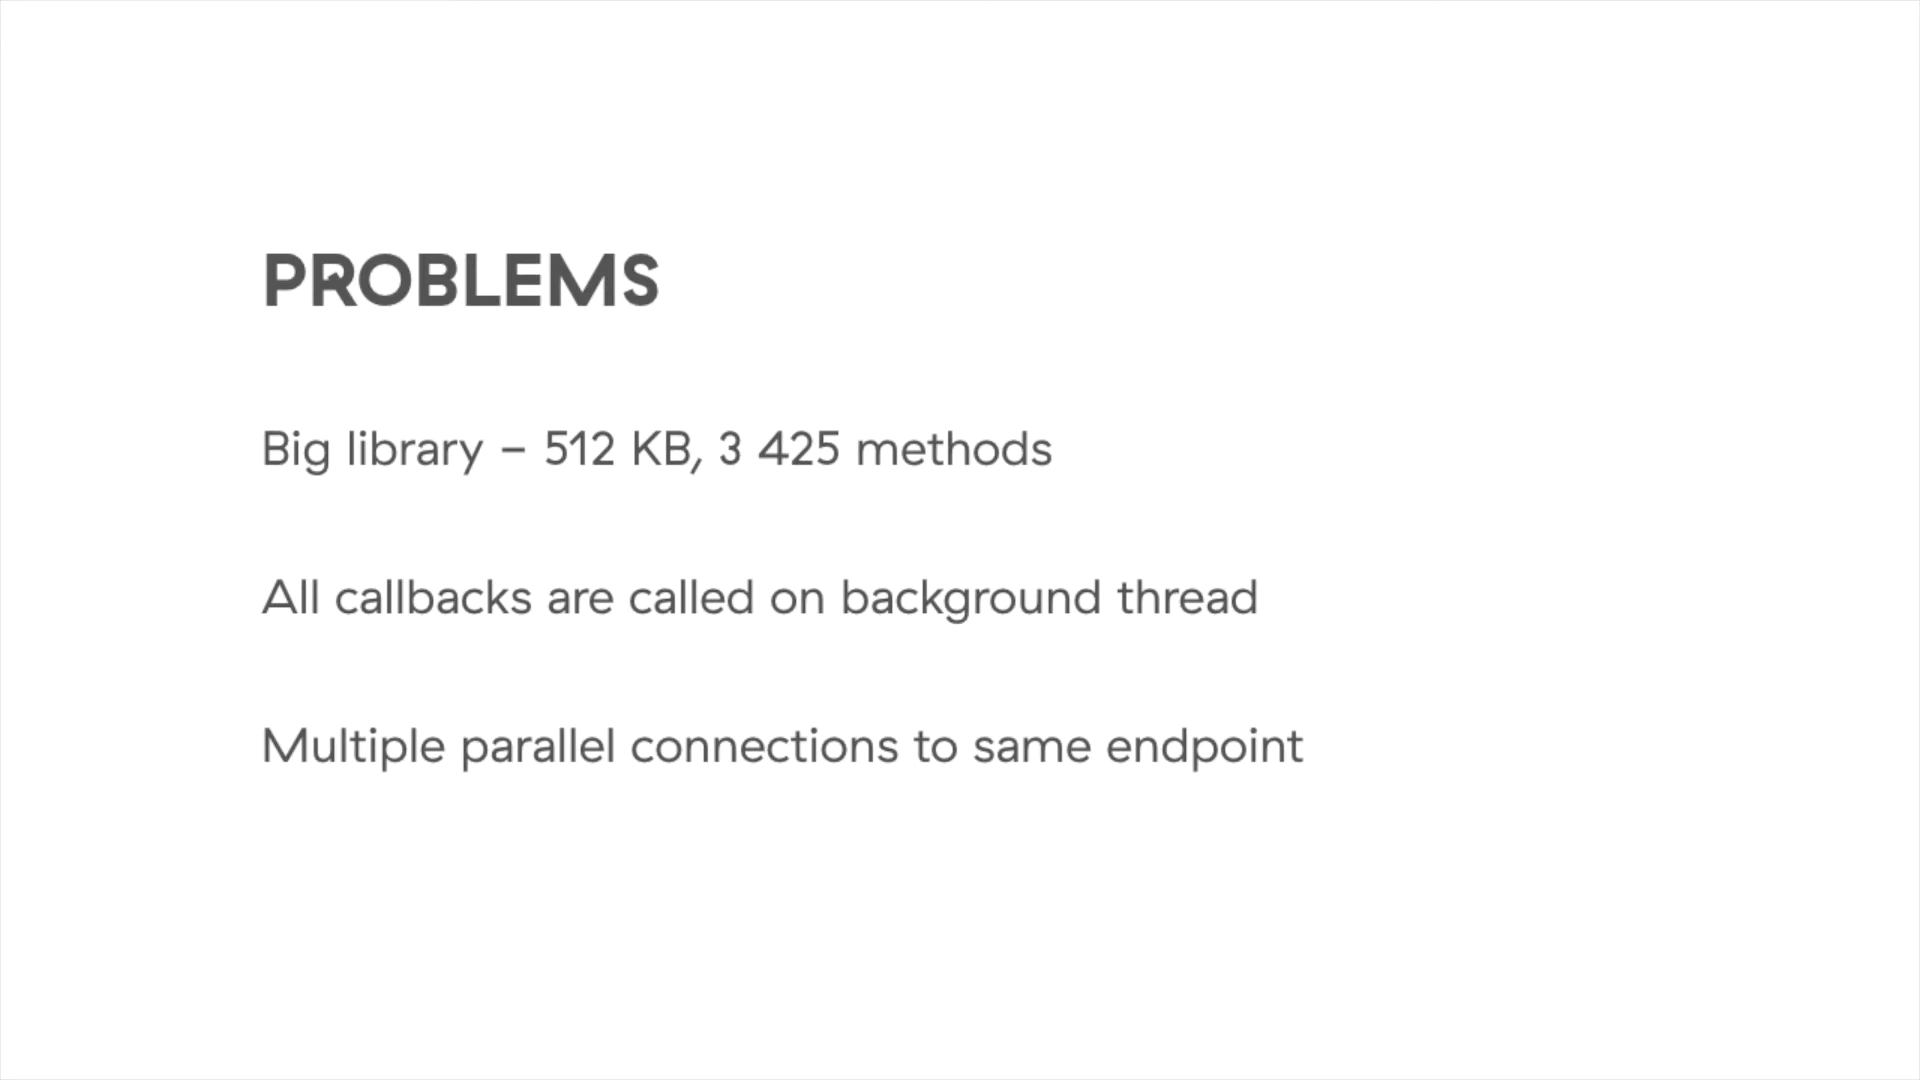 PROBLEMS
Big library – 512 KB, 3 425 methods
All callbacks are called on background thread
Multiple parallel connections to same endpoint